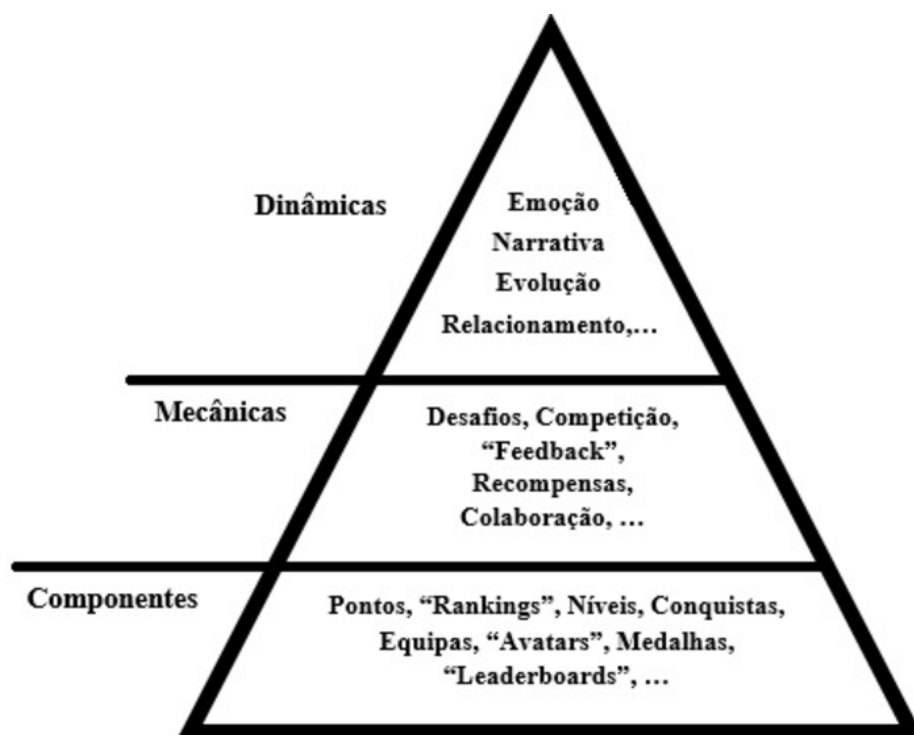 Dinâmicas
Emoção
Narrativa
Evolução
Relacionamento,...
Mecânicas
Desafios, Competição,
“Feedback”,
Recompensas,
Colaboração, ...
Componentes
Pontos, “Rankings”, Níveis, Conquistas,
Equipas, “Avatars”, Medalhas,
“Leaderboards”, ...